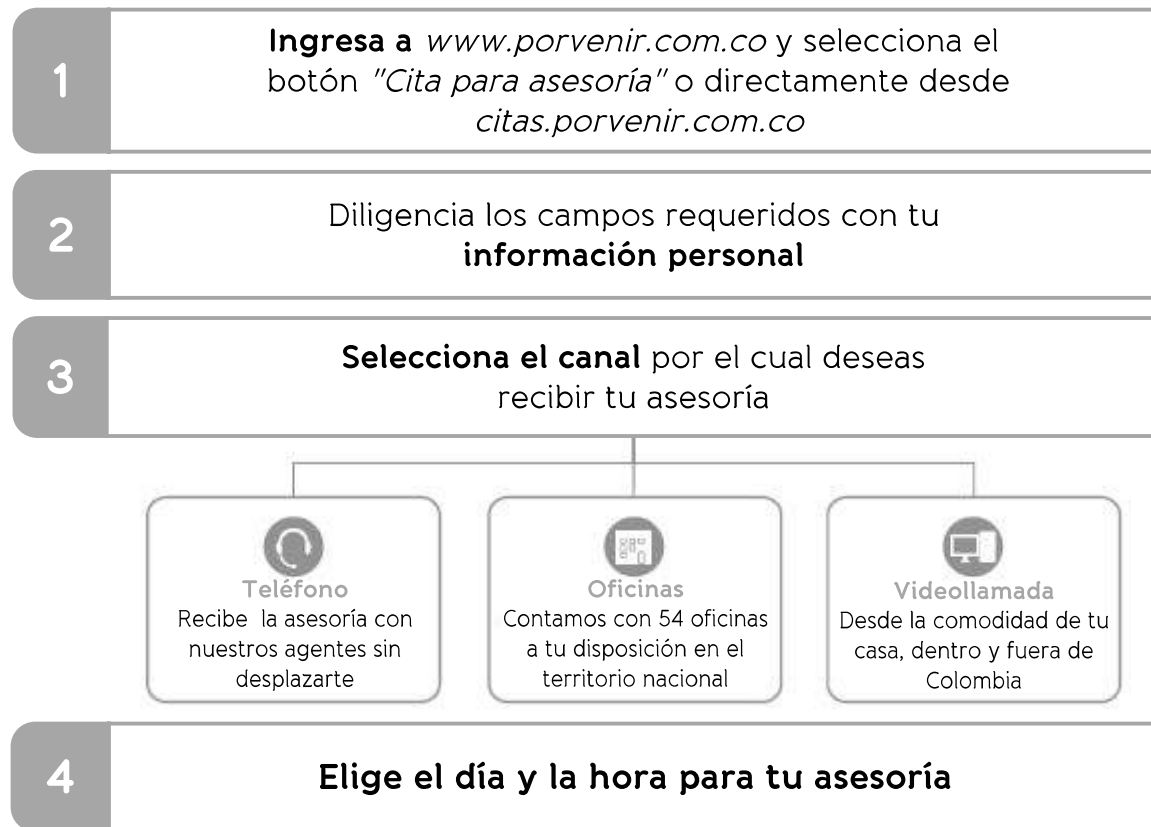 1
Ingresa a www.porvenir.com.co y selecciona el
botón "Cita para asesoría" o directamente desde
citas.porvenir.com.co
2
Diligencia los campos requeridos con tu
información personal
3
Selecciona el canal por el cual deseas
recibir tu asesoría
Teléfono
Recibe la asesoría con
nuestros agentes sin
desplazarte
Oficinas
Contamos con 54 oficinas
a tu disposición en el
territorio nacional
Videollamada
Desde la comodidad de tu
casa, dentro y fuera de
Colombia
4
Elige el día y la hora para tu asesoría